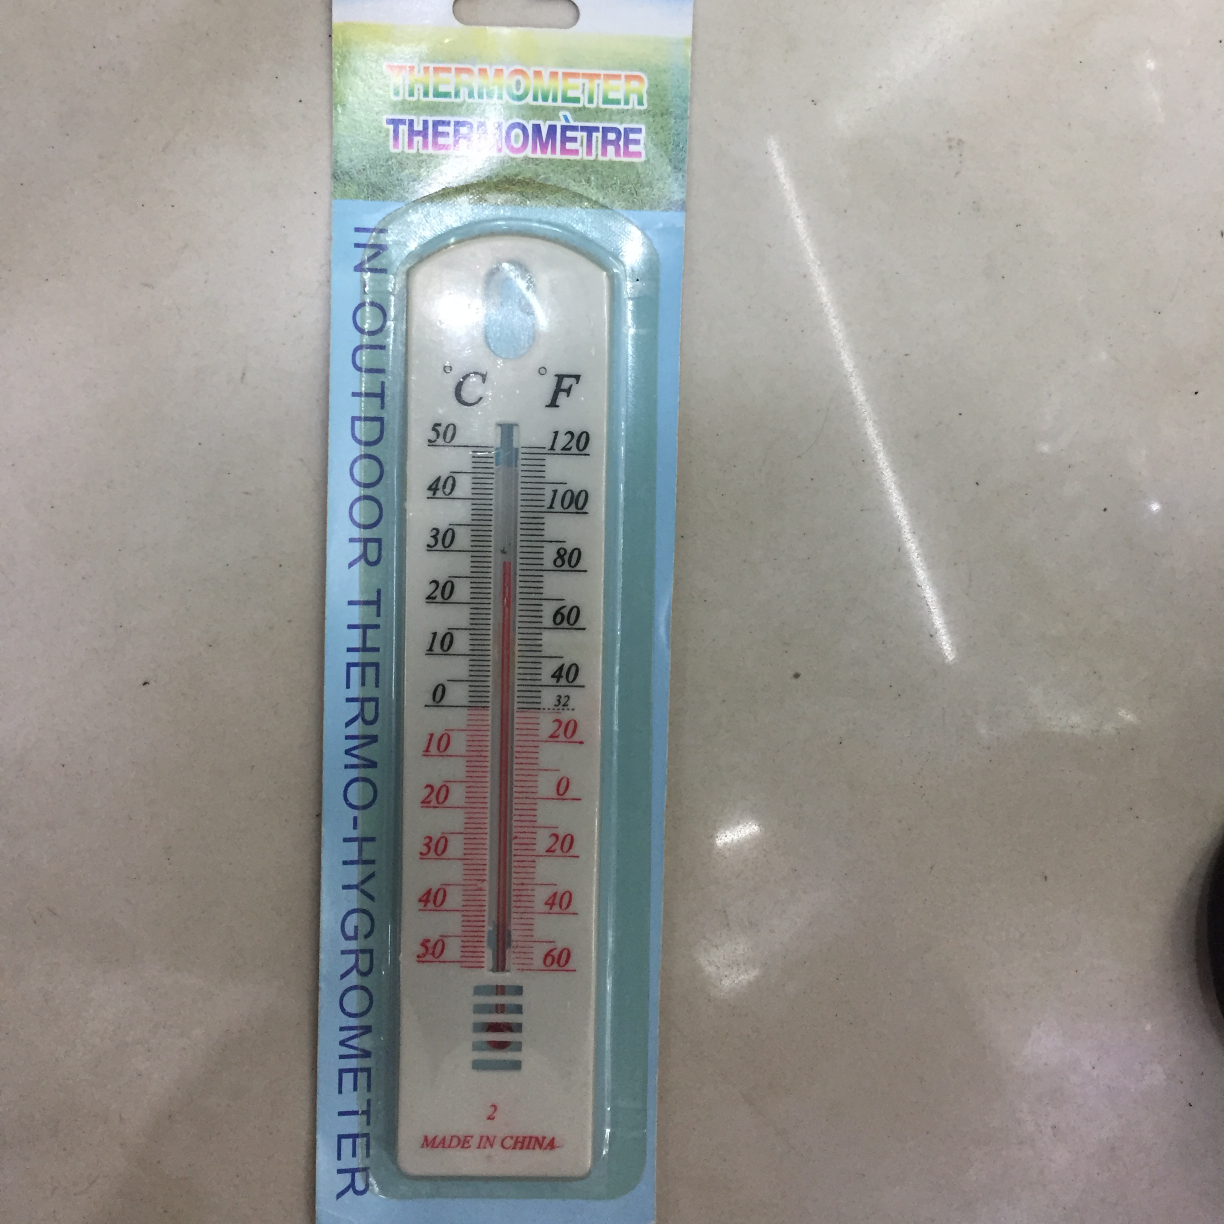 THERMOMETER
THERMOMÈTRE
IN OUTDOOR THERMO-HYGROMETER
°C °F
50 120
40 100
30 80
20 60
10 40
0 32
10 20
20 0
30 20
40 40
50 60
2
MADE IN CHINA